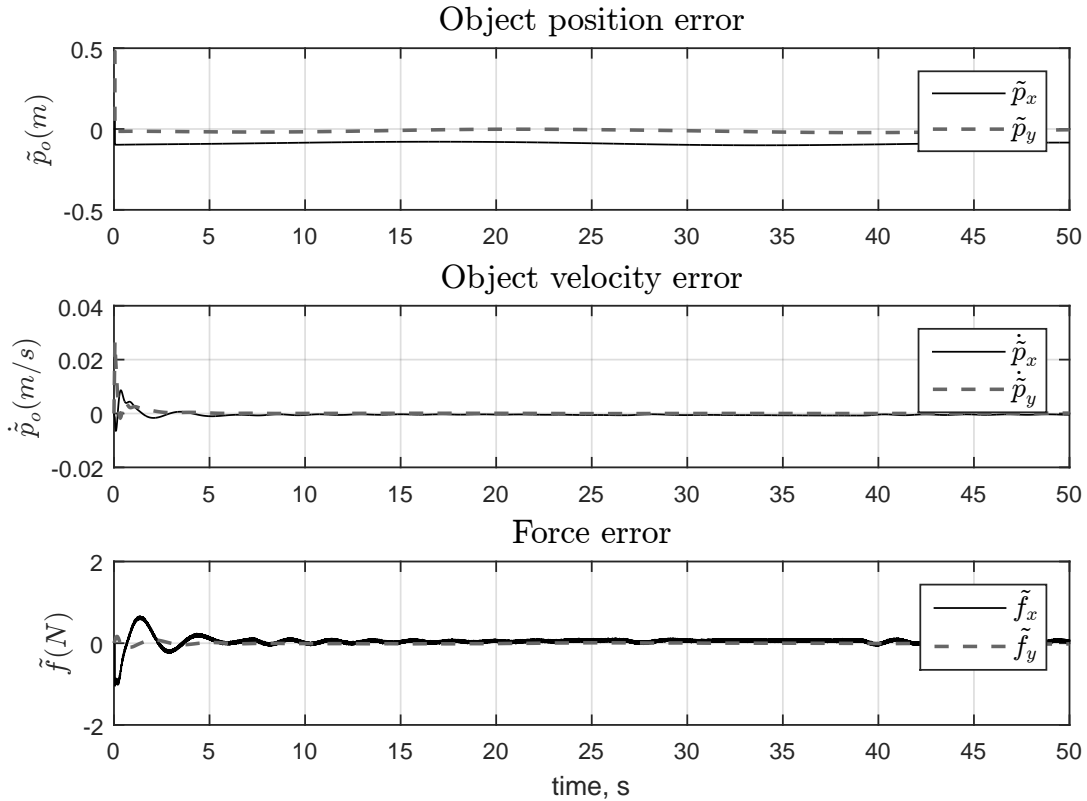 Object position error
p̃ₒ(m)
0.5
0
-0.5
0 5 10 15 20 25 30 35 40 45 50
p̃ₓ
p̃ᵧ
Object velocity error
ṗ̃ₒ(m/s)
0.04
0.02
0
-0.02
0 5 10 15 20 25 30 35 40 45 50
ṗ̃ₓ
ṗ̃ᵧ
Force error
f̃(N)
2
0
-2
0 5 10 15 20 25 30 35 40 45 50
f̃ₓ
f̃ᵧ
time, s